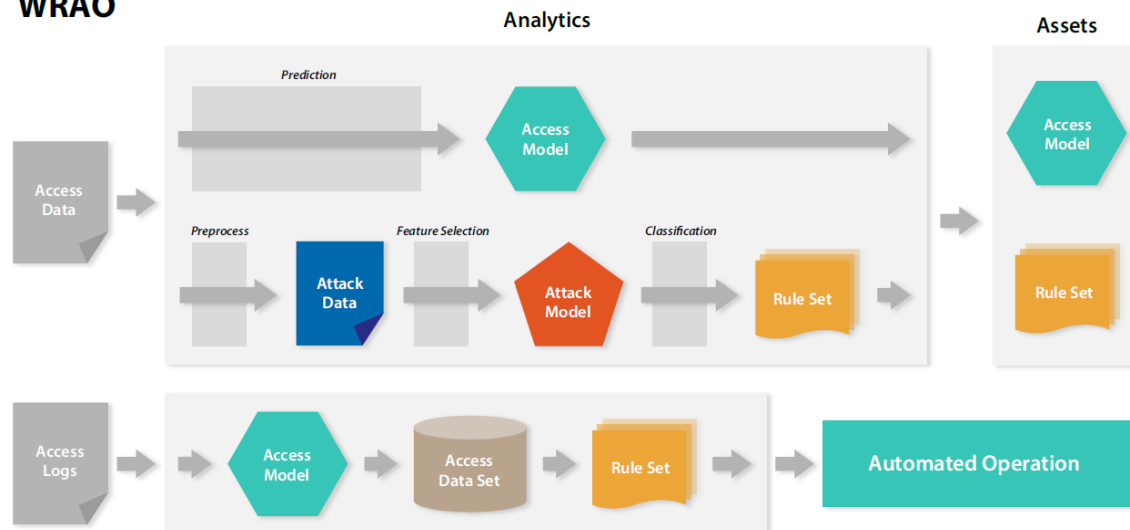 WRAO
Analytics
Assets
Prediction
Access
Model
Access
Model
Access
Data
Preprocess
Feature Selection
Classification
Attack
Data
Attack
Model
Rule Set
Rule Set
Access
Logs
Access
Model
Access
Data Set
Rule Set
Automated Operation